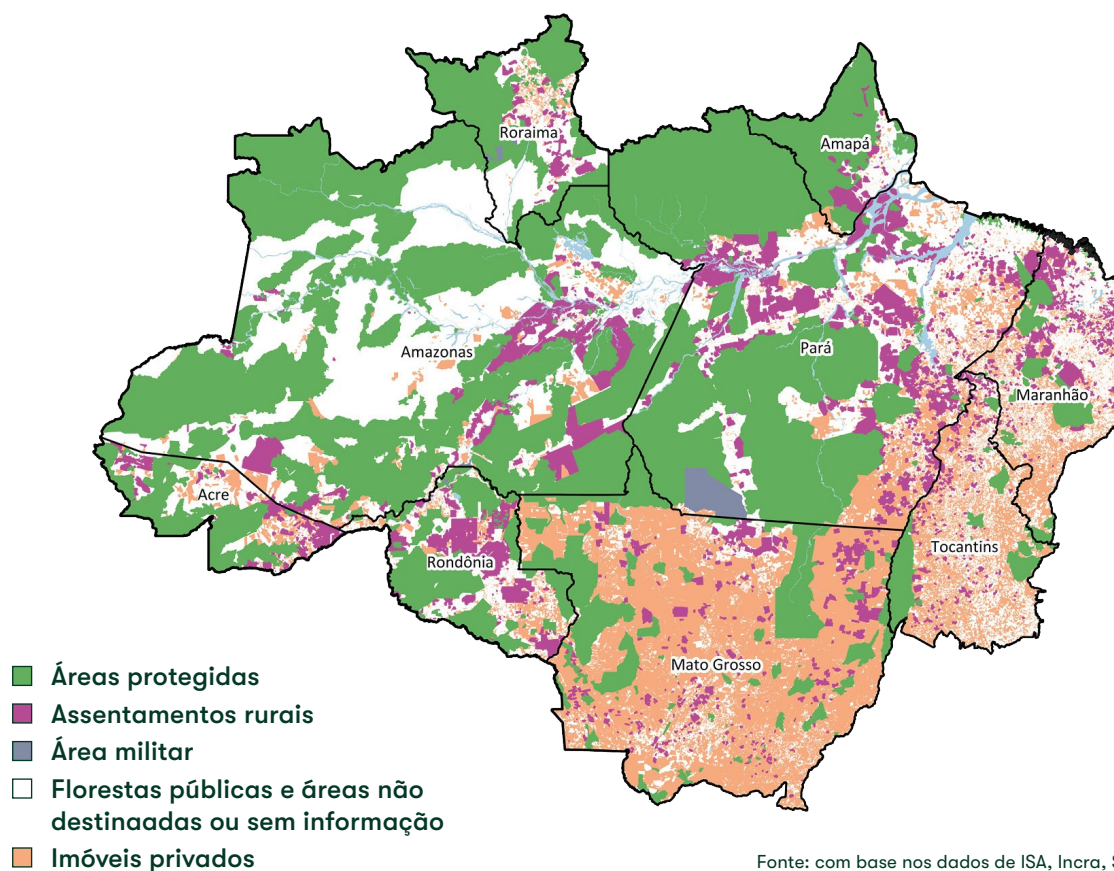 Roraima
Amapá
Amazonas
Pará
Maranhão
Acre
Rondônia
Tocantins
Mato Grosso
Áreas protegidas
Assentamentos rurais
Área militar
Florestas públicas e áreas não
destinaadas ou sem informação
Imóveis privados
Fonte: com base nos dados de ISA, Incra,